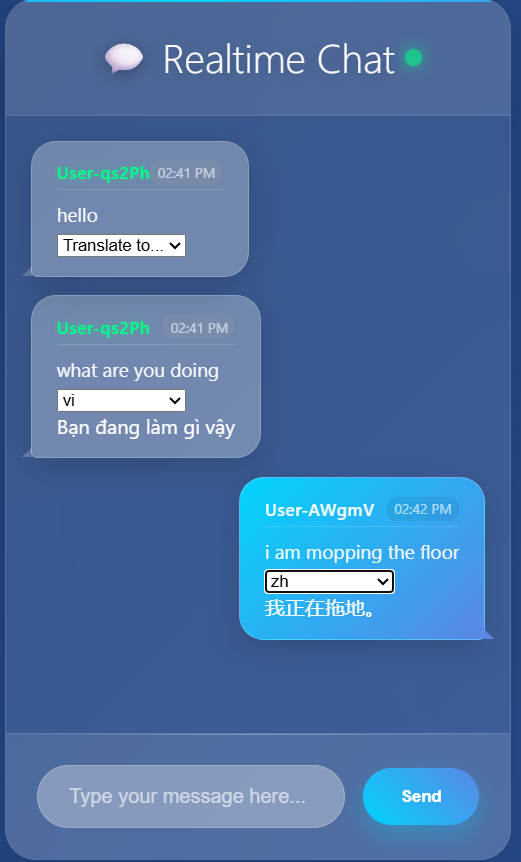 Realtime Chat
User-qs2Ph 02:41 PM
hello
Translate to...
User-qs2Ph 02:41 PM
what are you doing
vi
Bạn đang làm gì vậy
User-AWgmV 02:42 PM
i am mopping the floor
zh
我正在拖地。
Type your message here...
Send